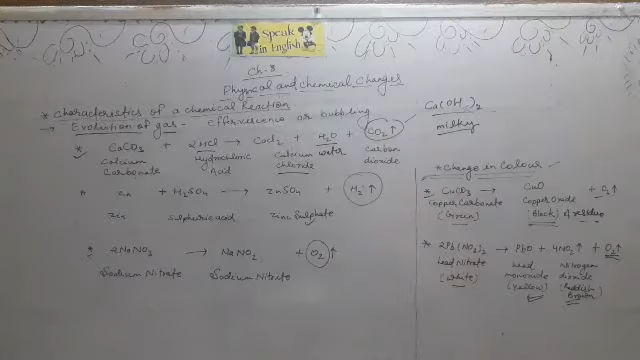 Speak
in English
Ch-8
Physical and Chemical Changes
* Characteristics of a chemical Reaction
→ Evolution of gas - effervescence or bubbling
* CaCO3 + 2HCl → CaCl2 + H2O + CO2↑
Calcium Carbonate Hydrochloric Acid Calcium chloride water Carbon dioxide
Ca(OH)2
milky
* Zn + H2SO4 → ZnSO4 + H2↑
Zin Sulphuric acid Zinc Sulphate
* 2NaNO3 → NaNO2 + O2↑
Sodium Nitrate Sodium Nitrite
* Change in Colour
* CuCO3 → CuO + O2↑
Copper Carbonate Copper Oxide
(Green) (Black)
* 2Pb(NO3)2 → PbO + 4NO2↑ + O2↑
Lead Nitrate Lead monoxide Nitrogen dioxide
(White) (Yellow) (Reddish Brown)